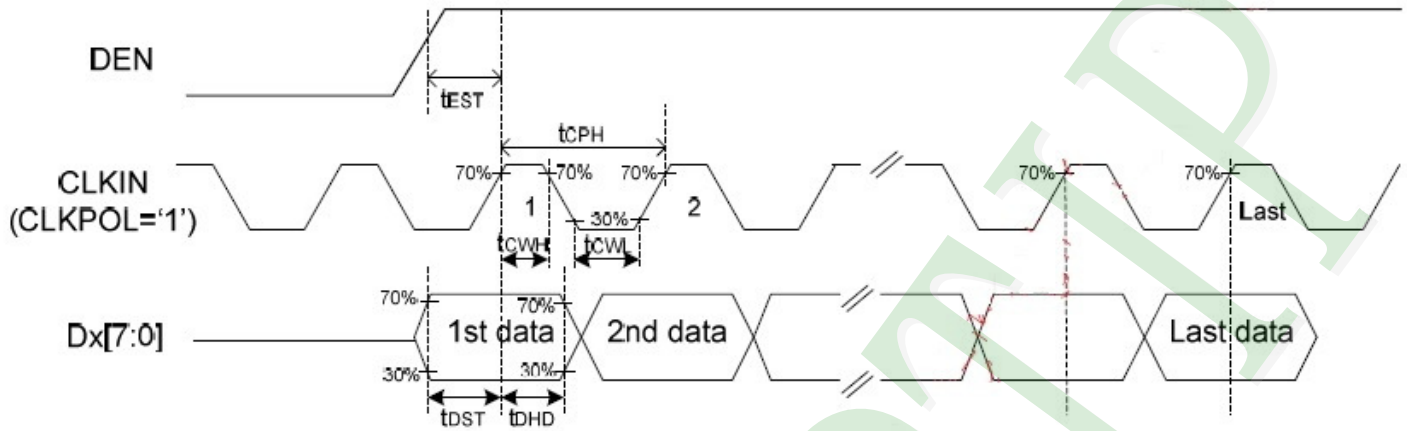 DEN
tEST
tCPH
CLKIN
(CLKPOL='1')
70% 70% 70% 70% 70%
1 2 Last
30%
tCWH tCWL
70% 70%
Dx[7:0] 1st data 2nd data Last data
30% 30%
tDST tDHD